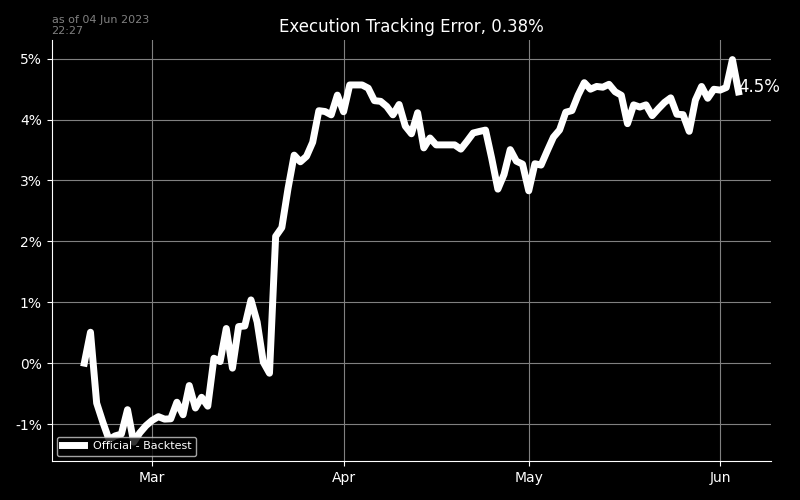 as of 04 Jun 2023
22:27
Execution Tracking Error, 0.38%
5%
4.5%
4%
3%
2%
1%
0%
-1%
Official - Backtest
Mar Apr May Jun